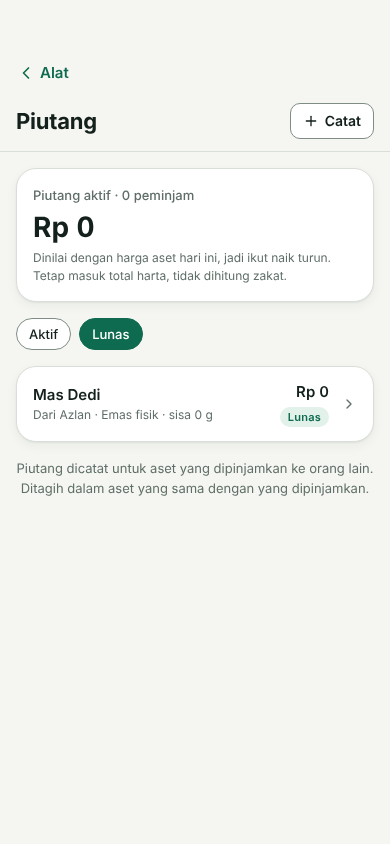 Alat
Piutang
+ Catat
Piutang aktif · 0 peminjam
Rp 0
Dinilai dengan harga aset hari ini, jadi ikut naik turun.
Tetap masuk total harta, tidak dihitung zakat.
Aktif
Lunas
Mas Dedi
Rp 0
Dari Azlan · Emas fisik · sisa 0 g
Lunas
Piutang dicatat untuk aset yang dipinjamkan ke orang lain.
Ditagih dalam aset yang sama dengan yang dipinjamkan.